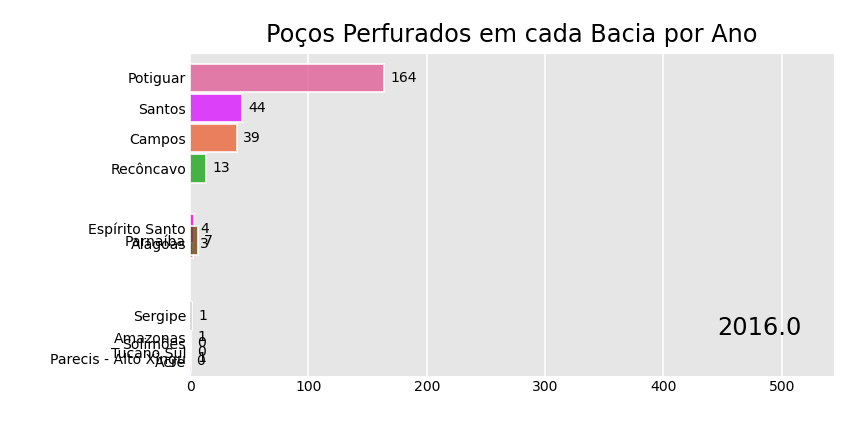 Poços Perfurados em cada Bacia por Ano
Potiguar 164
Santos 44
Campos 39
Recôncavo 13
Espírito Santo 4
Parnaíba 7
Alagoas 3
Sergipe 1
2016.0
Amazonas 1
Solimões 0
Tucano Sul 0
Parecis - Alto Xingu 1
Acre 0
0 100 200 300 400 500